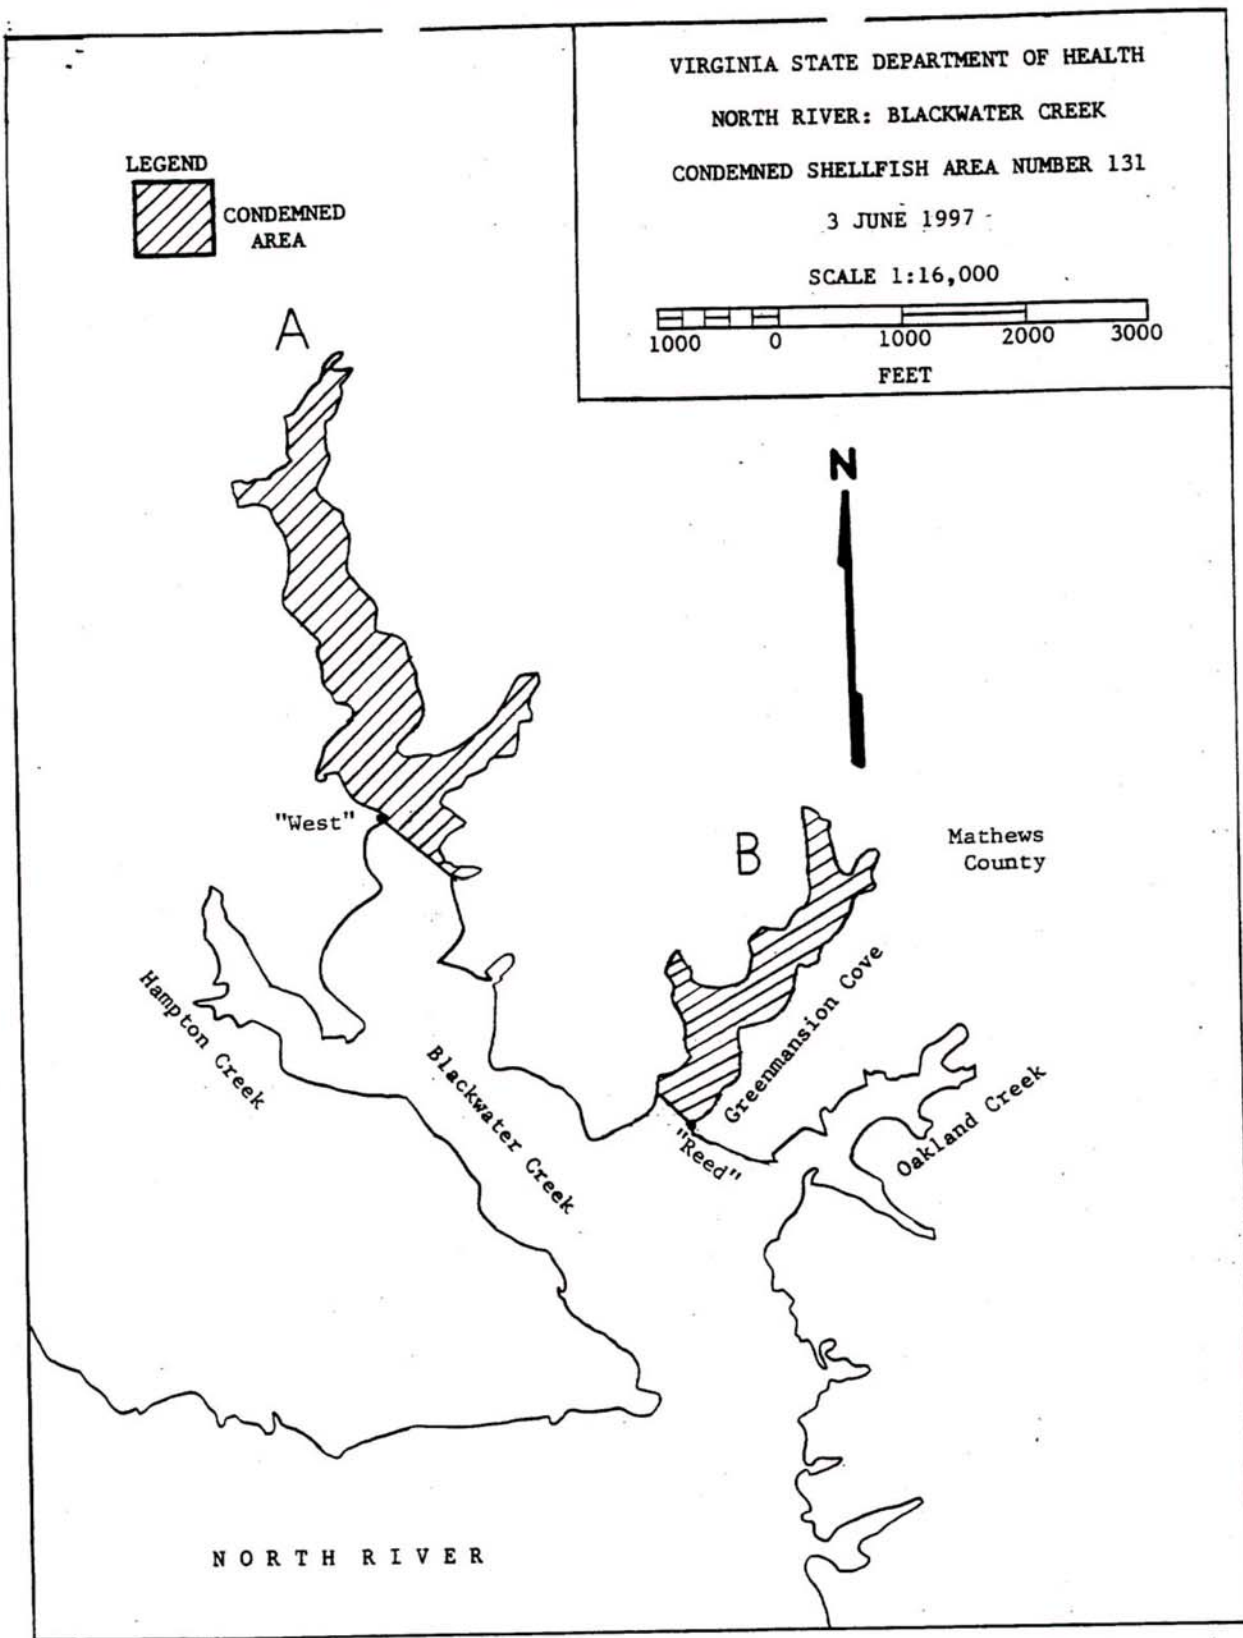 VIRGINIA STATE DEPARTMENT OF HEALTH
NORTH RIVER: BLACKWATER CREEK
CONDEMNED SHELLFISH AREA NUMBER 131
3 JUNE 1997
SCALE 1:16,000
1000 0 1000 2000 3000
FEET
LEGEND
CONDEMNED
AREA
A
N
"West"
B
Mathews
County
Hampton Creek
Blackwater Creek
Greenmansion Cove
"Reed"
Oakland Creek
NORTH RIVER